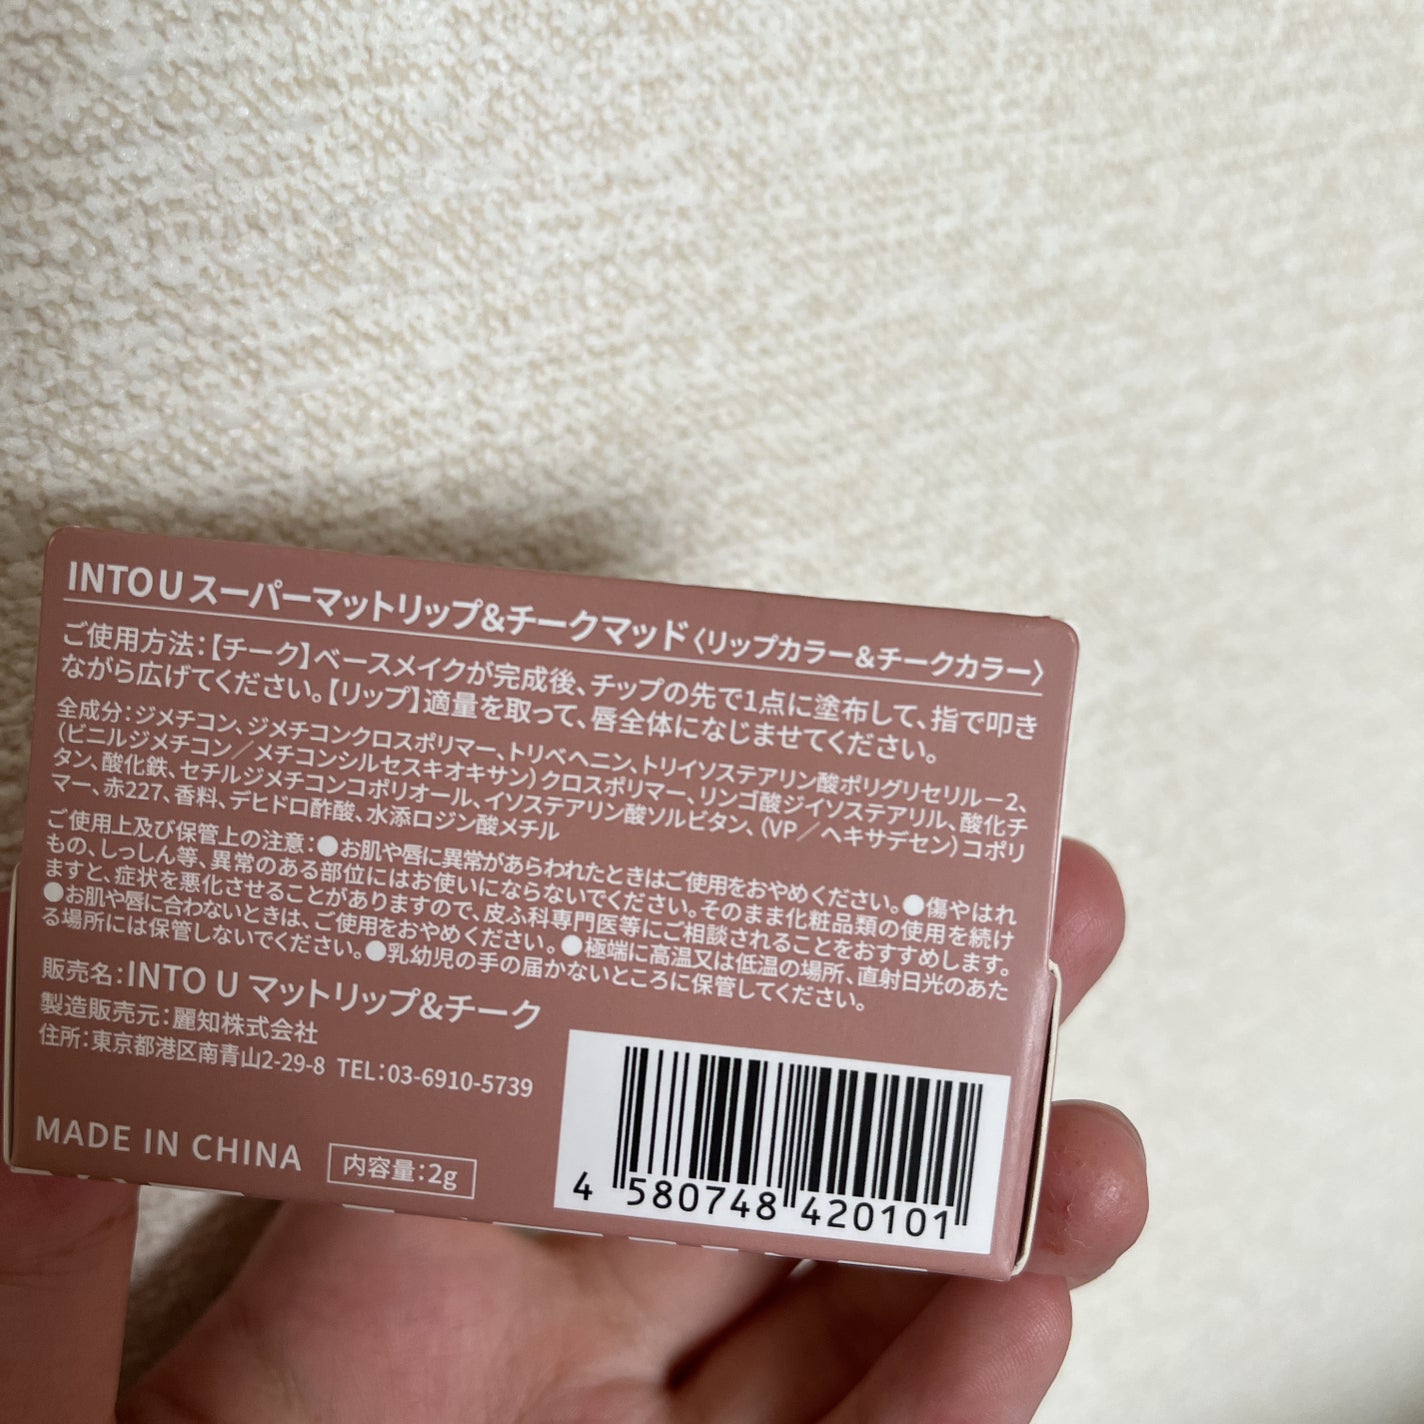 INTO U スーパーマットリップ&チークマッド〈リップカラー&チークカラー〉
ご使用方法:【チーク】ベースメイクが完成後、チップの先で1点に塗布して、指で叩き
ながら広げてください。【リップ】適量を取って、唇全体になじませてください。
全成分:ジメチコン、ジメチコンクロスポリマー、トリベヘニン、トリイソステアリン酸ポリグリセリル－2、
(ビニルジメチコン／メチコンシルセスキオキサン)クロスポリマー、リンゴ酸ジイソステアリル、酸化チ
タン、酸化鉄、セチルジメチコンコポリオール、イソステアリン酸ソルビタン、(VP／ヘキサデセン)コポリ
マー、赤227、香料、デヒドロ酢酸、水添ロジン酸メチル
ご使用上及び保管上の注意:●お肌や唇に異常があらわれたときはご使用をおやめください。●傷やはれ
もの、しっしん等、異常のある部位にはお使いにならないでください。そのまま化粧品類の使用を続け
ますと、症状を悪化させることがありますので、皮ふ科専門医等にご相談されることをおすすめします。
●お肌や唇に合わないときは、ご使用をおやめください。●極端に高温又は低温の場所、直射日光のあた
る場所には保管しないでください。●乳幼児の手の届かないところに保管してください。
販売名:INTO U マットリップ&チーク
製造販売元:麗知株式会社
住所:東京都港区南青山2-29-8 TEL:03-6910-5739
MADE IN CHINA
内容量:2g
4 580748 420101